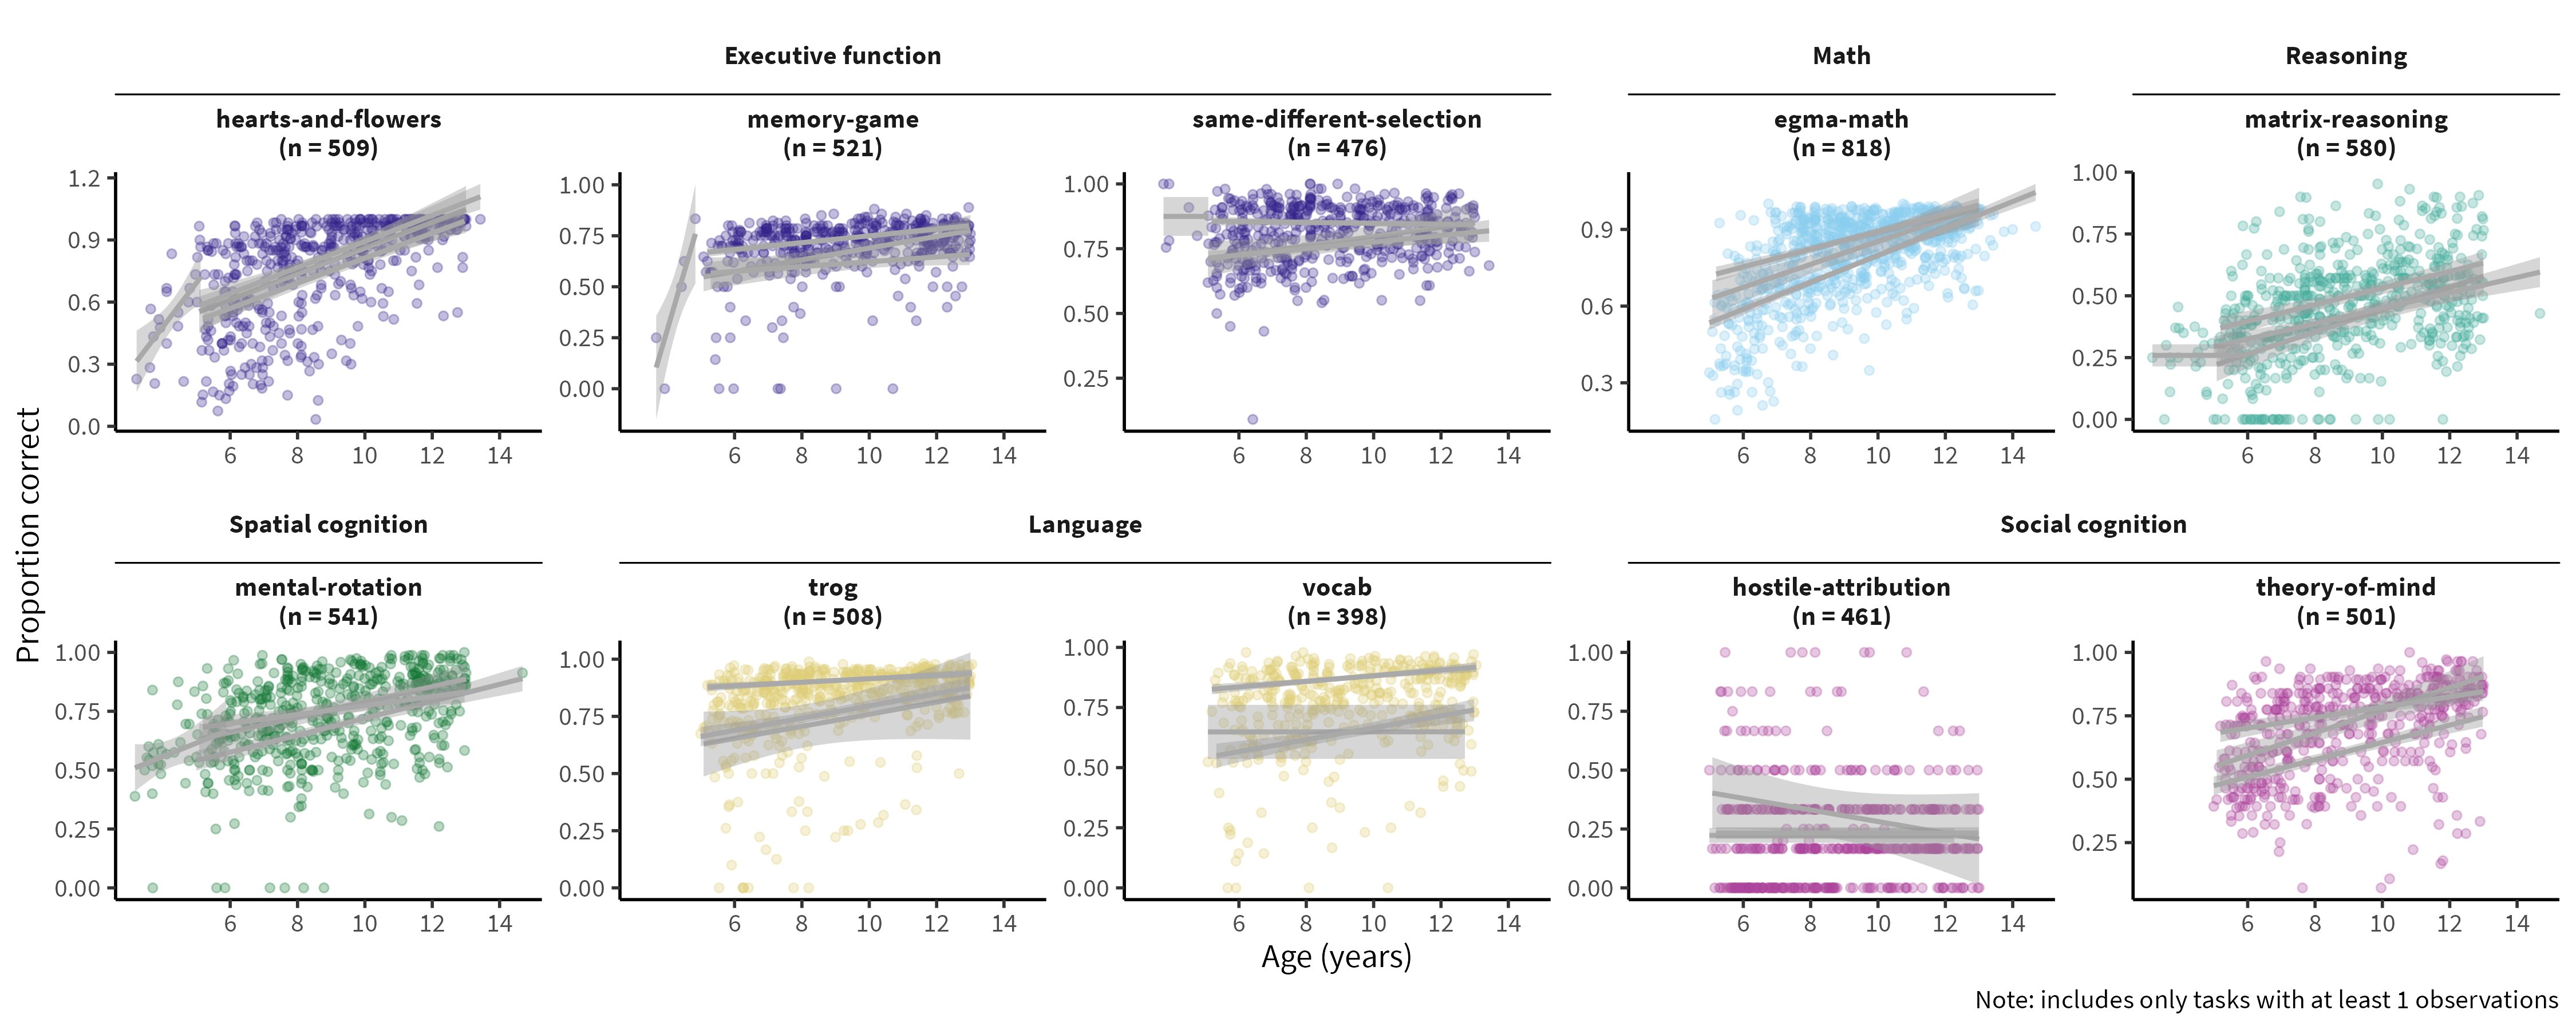 Executive function
Math
Reasoning
hearts-and-flowers
(n = 509)
memory-game
(n = 521)
same-different-selection
(n = 476)
egma-math
(n = 818)
matrix-reasoning
(n = 580)
1.2
0.9
0.6
0.3
0.0
6 8 10 12 14
1.00
0.75
0.50
0.25
0.00
6 8 10 12 14
1.00
0.75
0.50
0.25
6 8 10 12 14
0.9
0.6
0.3
6 8 10 12 14
1.00
0.75
0.50
0.25
0.00
6 8 10 12 14
Proportion correct
Spatial cognition
Language
Social cognition
mental-rotation
(n = 541)
trog
(n = 508)
vocab
(n = 398)
hostile-attribution
(n = 461)
theory-of-mind
(n = 501)
1.00
0.75
0.50
0.25
0.00
6 8 10 12 14
1.00
0.75
0.50
0.25
0.00
6 8 10 12 14
1.00
0.75
0.50
0.25
0.00
6 8 10 12 14
1.00
0.75
0.50
0.25
0.00
6 8 10 12 14
1.00
0.75
0.50
0.25
6 8 10 12 14
Age (years)
Note: includes only tasks with at least 1 observations